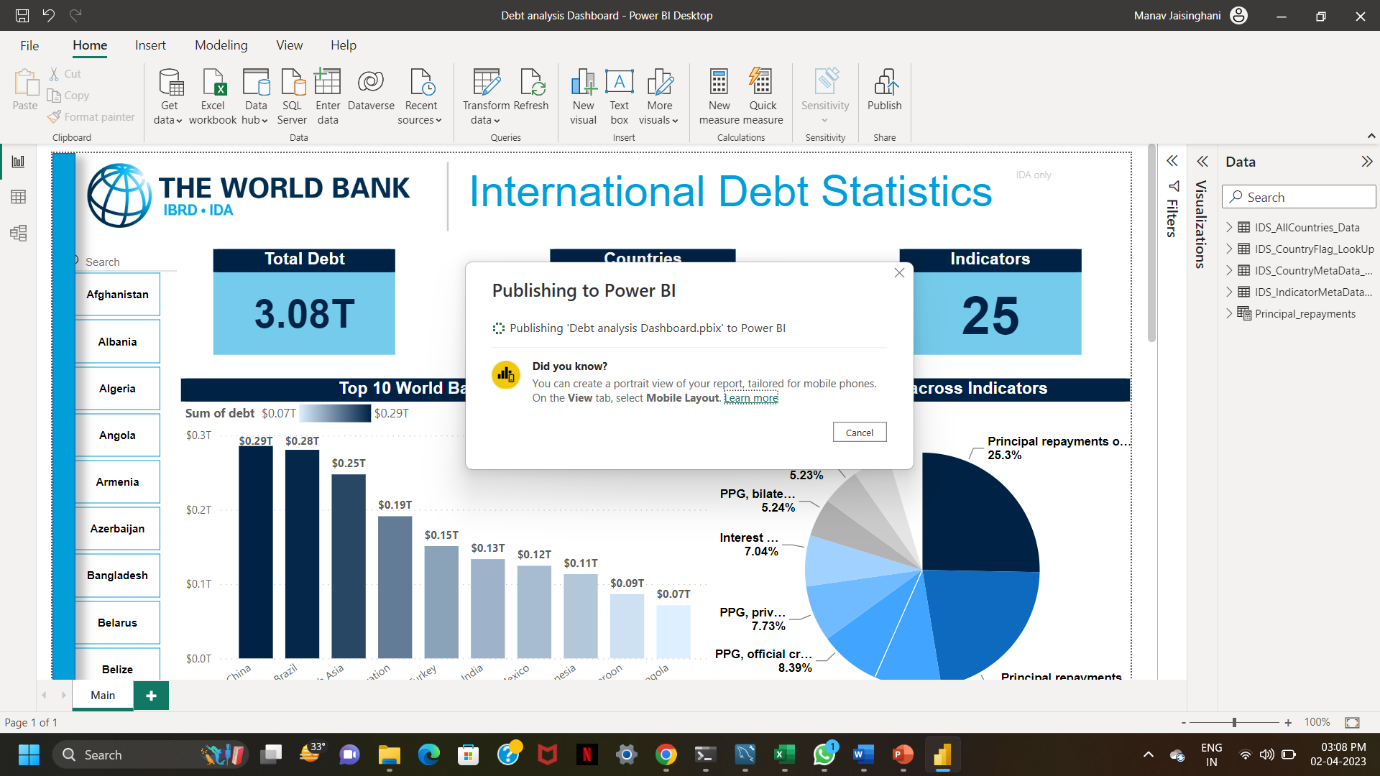 Debt analysis Dashboard - Power BI Desktop
Manav Jaisinghani
File
Home
Insert
Modeling
View
Help
Paste
Cut
Copy
Format painter
Clipboard
Get data
Excel workbook
Data hub
SQL Server
Enter data
Dataverse
Recent sources
Data
Transform data
Refresh
Queries
New visual
Text box
More visuals
Insert
New measure
Quick measure
Calculations
Sensitivity
Sensitivity
Publish
Share
THE WORLD BANK
IBRD • IDA
International Debt Statistics
IDA only
Search
Afghanistan
Albania
Algeria
Angola
Armenia
Azerbaijan
Bangladesh
Belarus
Belize
Total Debt
3.08T
Countries
Indicators
25
Publishing to Power BI
Publishing 'Debt analysis Dashboard.pbix' to Power BI
Did you know?
You can create a portrait view of your report, tailored for mobile phones.
On the View tab, select Mobile Layout. Learn more
Cancel
Top 10 World Ba
Sum of debt $0.07T $0.29T
$0.3T
$0.2T
$0.1T
$0.0T
$0.29T
$0.28T
$0.25T
$0.19T
$0.15T
$0.13T
$0.12T
$0.11T
$0.09T
$0.07T
China
Brazil
Asia
ration
rkey
India
exico
nesia
roon
gola
across Indicators
Principal repayments o...
25.3%
5.23%
PPG, bilate...
5.24%
Interest ...
7.04%
PPG, priv...
7.73%
PPG, official cr...
8.39%
Principal repayments
Filters
Visualizations
Data
Search
IDS_AllCountries_Data
IDS_CountryFlag_LookUp
IDS_CountryMetaData_...
IDS_IndicatorMetaData...
Principal_repayments
Main
Page 1 of 1
- + 100%
Search
33°
1
ENG
IN
03:08 PM
02-04-2023